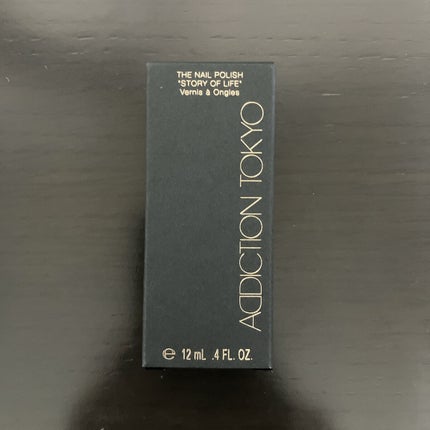 THE NAIL POLISH
"STORY OF LIFE"
Vernis à Ongles
ADDICTION TOKYO
℮ 12 mL .4 FL. OZ.